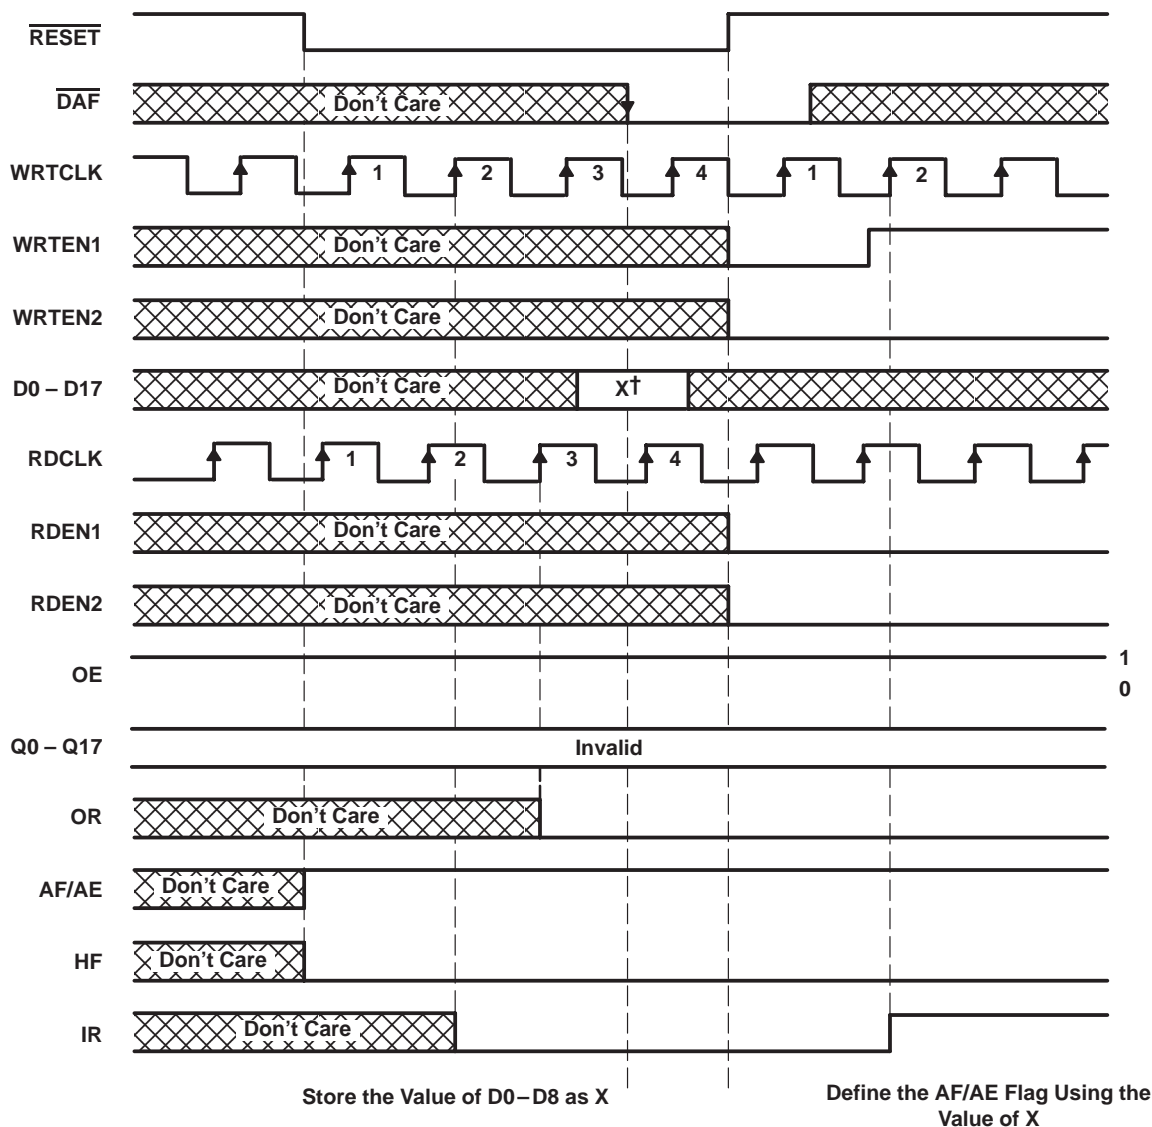 RESET
DAF
Don't Care
WRTCLK
1 2 3 4 1 2
WRTEN1
Don't Care
WRTEN2
Don't Care
D0 – D17
Don't Care
X†
RDCLK
1 2 3 4
RDEN1
Don't Care
RDEN2
Don't Care
OE
1
0
Q0 – Q17
Invalid
OR
Don't Care
AF/AE
Don't Care
HF
Don't Care
IR
Don't Care
Store the Value of D0–D8 as X
Define the AF/AE Flag Using the
Value of X